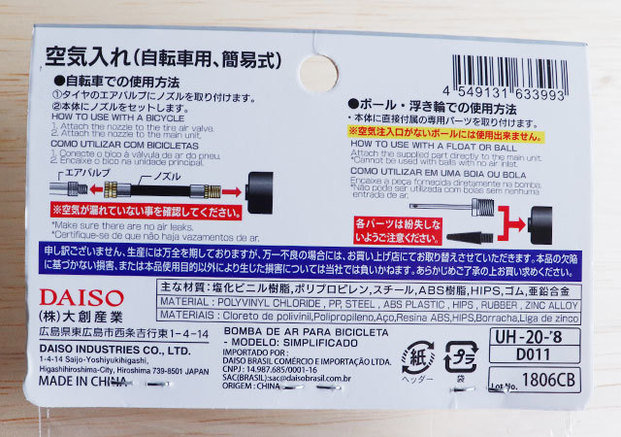 空気入れ(自転車用、簡易式)
●自転車での使用方法
①タイヤのエアバルブにノズルを取り付けます。
②本体にノズルをセットします。
HOW TO USE WITH A BICYCLE
1. Attach the nozzle to the tire air valve.
2. Attach the nozzle to the main unit.
COMO UTILIZAR COM BICICLETAS
1. Conecte o bico à válvula de ar do pneu.
2. Encaixe o bico na unidade principal.
エアバルブ
ノズル
※空気が漏れていない事を確認してください。
*Make sure there are no air leaks.
*Certifique-se de que não haja vazamentos de ar.
4 549131 633993
●ボール・浮き輪での使用方法
・本体に直接付属の専用パーツを取り付けます。
※空気注入口がないボールには使用出来ません。
HOW TO USE WITH A FLOAT OR BALL
Attach the supplied part directly to the main unit.
*Cannot be used with balls with no air inlet.
COMO UTILIZAR EM UMA BOIA OU BOLA
Encaixe a peça fornecida diretamente na bomba.
*Não pode ser utilizada com bolas sem nenhuma
entrada de ar.
各パーツは紛失しな
いようご注意ください。
申し訳ございません、生産には万全を期しておりますが、万一不良の場合には、お買い上げ店にてお取り替えさせていただきます。本品の欠陥
に基づかない損害、または本品使用目的以外により生じた損害については当社では負いかねます。あらかじめご了承の上お買い求めください。
DAISO
(株)大創産業
広島県東広島市西条吉行東1-4-14
DAISO INDUSTRIES CO., LTD.
1-4-14 Saijo-Yoshiyukihigashi,
Higashihiroshima-City, Hiroshima 739-8501 JAPAN
MADE IN CHINA
主な材質:塩化ビニル樹脂,ポリプロピレン,スチール,ABS樹脂,HIPS,ゴム,亜鉛合金
MATERIAL : POLYVINYL CHLORIDE , PP, STEEL , ABS PLASTIC , HIPS , RUBBER , ZINC ALLOY
MATERIAIS : Cloreto de polivinil,Polipropileno,Aço,Resina ABS,HIPS,Borracha,Liga de zinco
BOMBA DE AR PARA BICICLETA
- MODELO: SIMPLIFICADO
IMPORTADO POR :
DAISO BRASIL COMÉRCIO E IMPORTAÇÃO LTDA.
CNPJ : 14.987.685/0001-16
SAC(BRASIL):sac@daisobrasil.com.br
ORIGEM : CHINA
紙
ヘッダー
プラ
袋
UH-20-'8
D011
Lot No. 1806CB